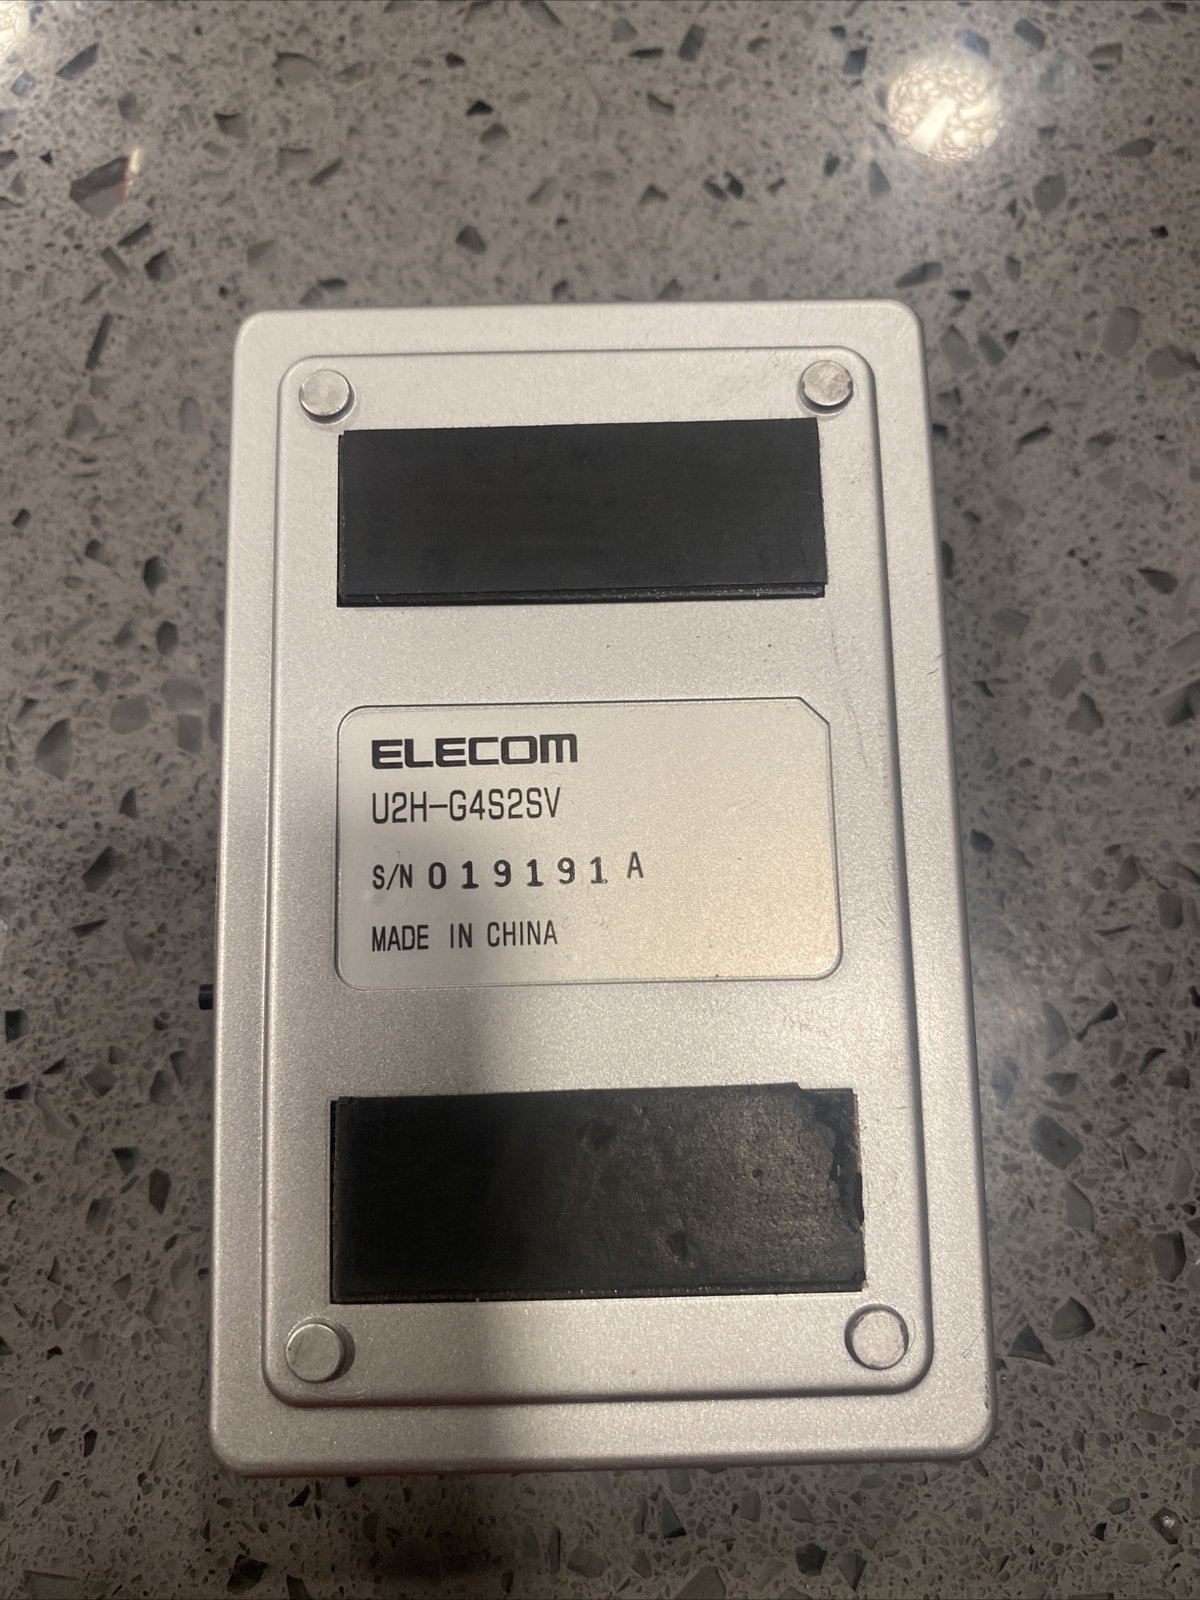 ELECOM
U2H-G4S2SV
S/N 019191 A
MADE IN CHINA